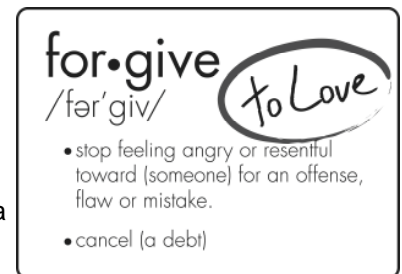 for•give
to Love
/fər'giv/
• stop feeling angry or resentful
toward (someone) for an offense,
flaw or mistake.
a
• cancel (a debt)